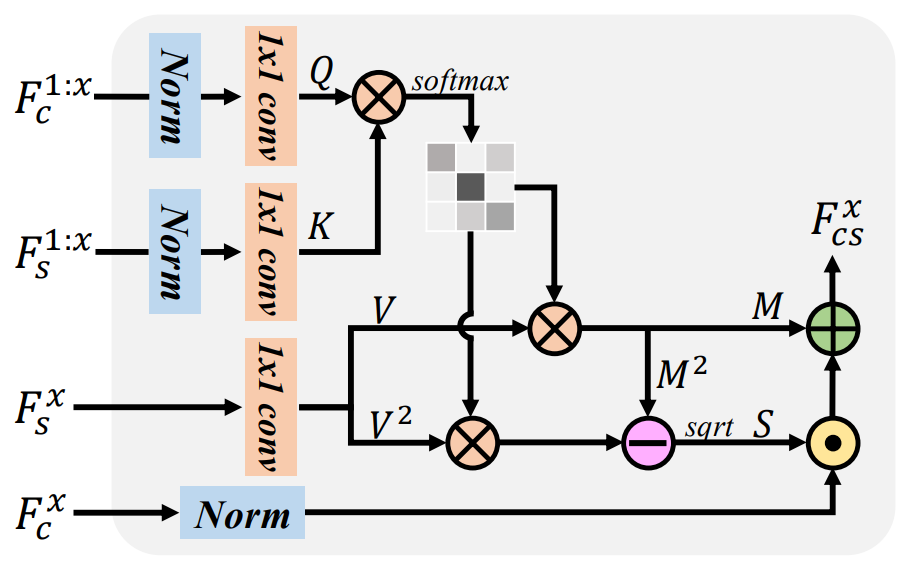 F_c^{1:x} Norm 1x1 conv Q softmax
F_s^{1:x} Norm 1x1 conv K
F_s^x 1x1 conv V M
V^2 M^2 sqrt S
F_c^x Norm
F_{cs}^x